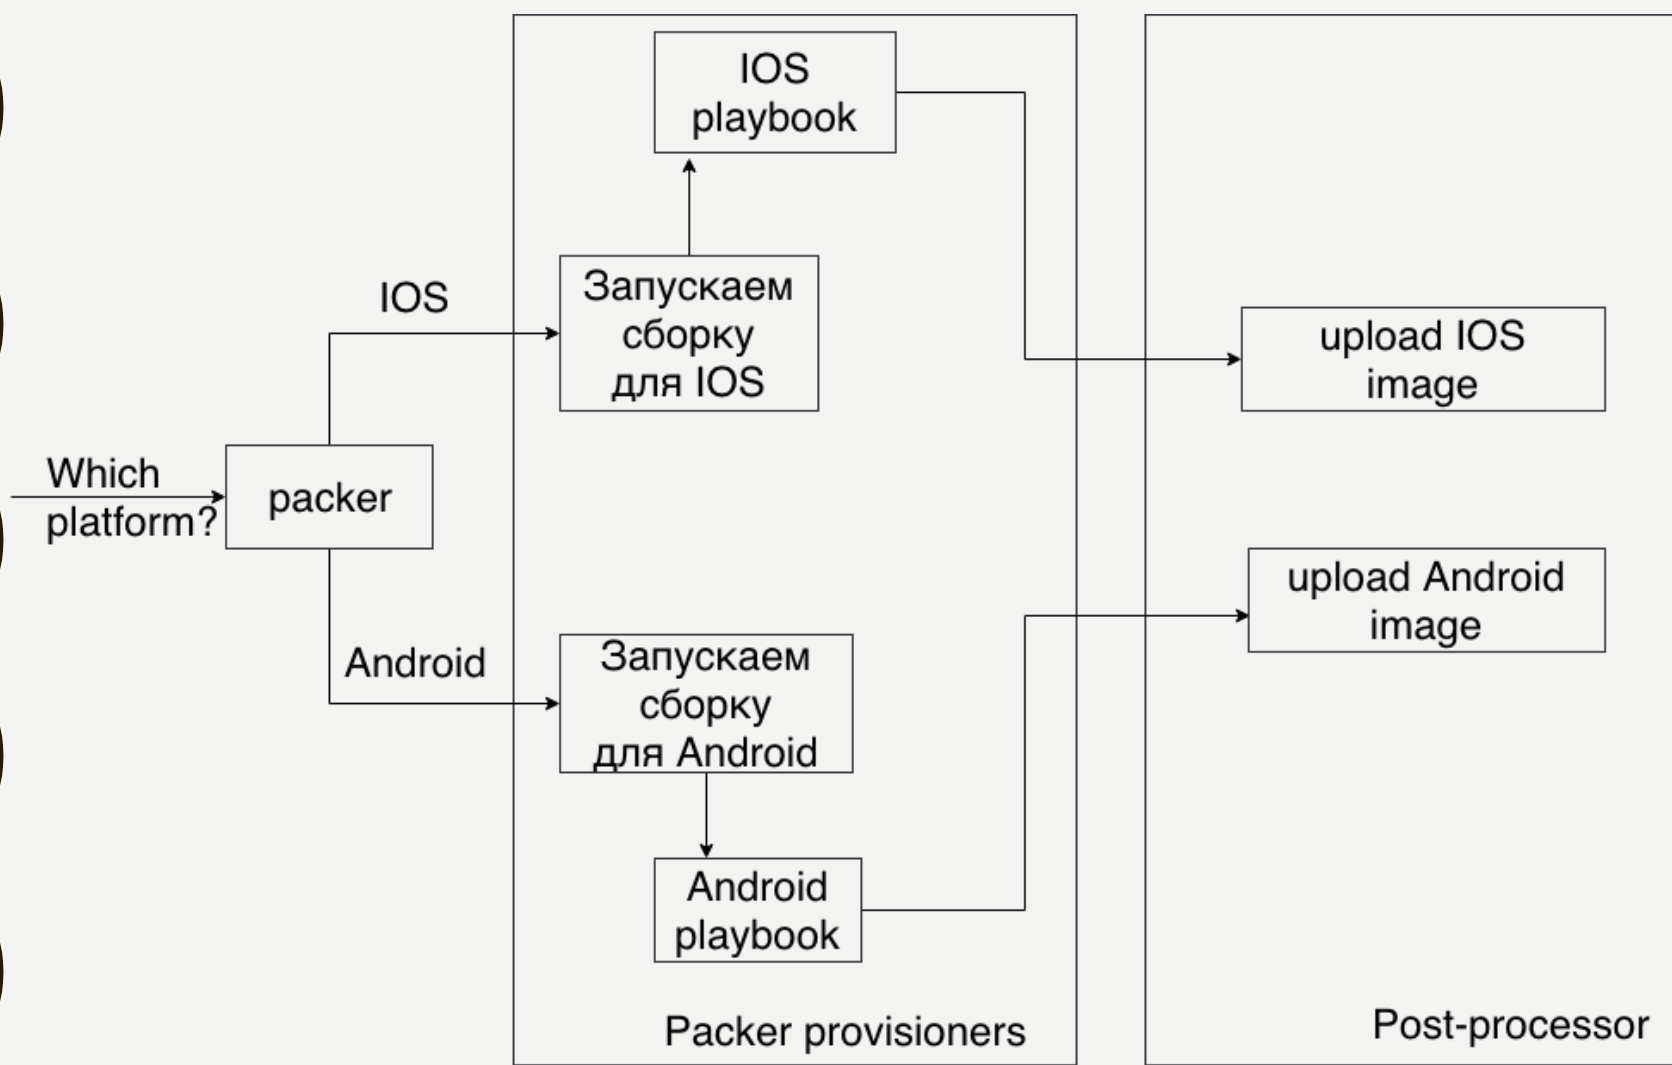 IOS
playbook
IOS
Запускаем
сборку
для IOS
upload IOS
image
Which
platform?
packer
upload Android
image
Android
Запускаем
сборку
для Android
Android
playbook
Packer provisioners
Post-processor